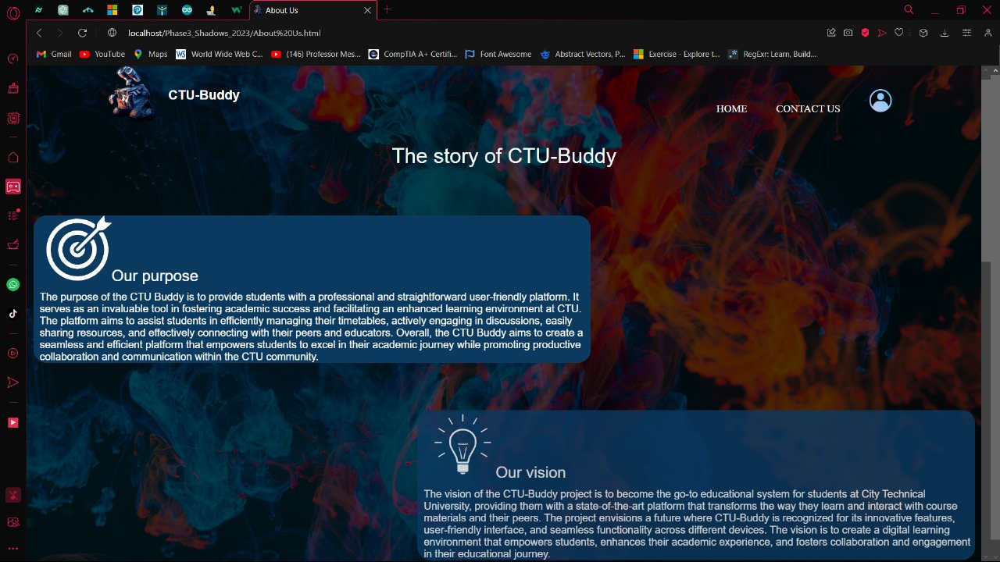 About Us
localhost/Phase3_Shadows_2023/About%20Us.html
Gmail YouTube Maps World Wide Web C... (146) Professor Mes... CompTIA A+ Certifi... Font Awesome Abstract Vectors, P... Exercise - Explore t... RegExr: Learn, Build...
CTU-Buddy
HOME CONTACT US
The story of CTU-Buddy
Our purpose
The purpose of the CTU Buddy is to provide students with a professional and straightforward user-friendly platform. It
serves as an invaluable tool in fostering academic success and facilitating an enhanced learning environment at CTU.
The platform aims to assist students in efficiently managing their timetables, actively engaging in discussions, easily
sharing resources, and effectively connecting with their peers and educators. Overall, the CTU Buddy aims to create a
seamless and efficient platform that empowers students to excel in their academic journey while promoting productive
collaboration and communication within the CTU community.
Our vision
The vision of the CTU-Buddy project is to become the go-to educational system for students at City Technical
University, providing them with a state-of-the-art platform that transforms the way they learn and interact with course
materials and their peers. The project envisions a future where CTU-Buddy is recognized for its innovative features,
user-friendly interface, and seamless functionality across different devices. The vision is to create a digital learning
environment that empowers students, enhances their academic experience, and fosters collaboration and engagement
in their educational journey.